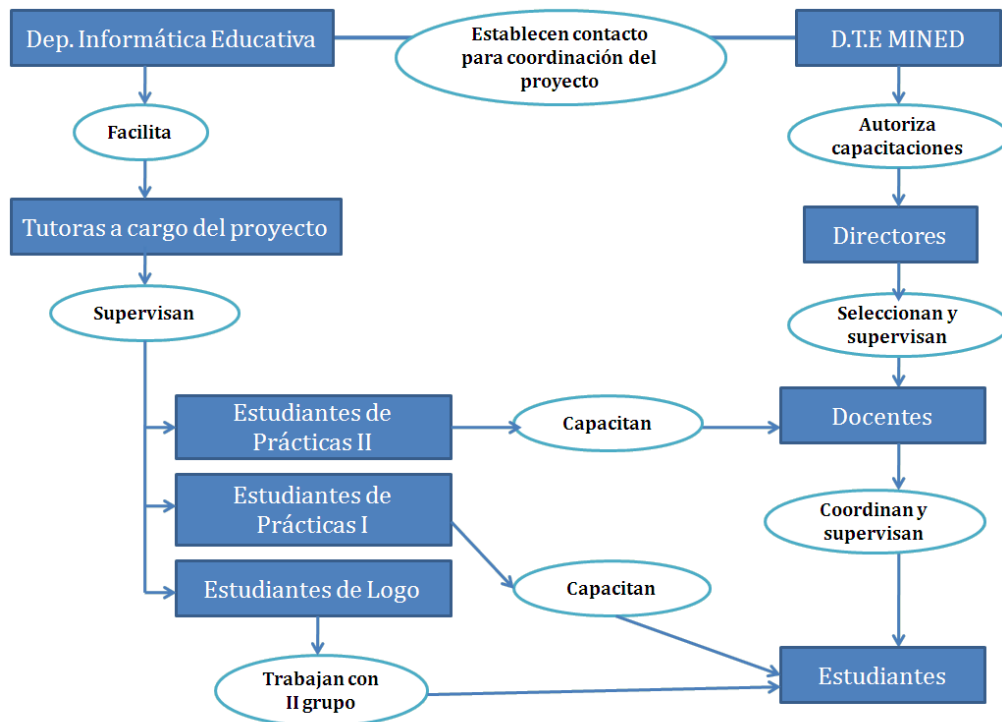 Dep. Informática Educativa
Establecen contacto
para coordinación del
proyecto
D.T.E MINED
Facilita
Autoriza
capacitaciones
Tutoras a cargo del proyecto
Directores
Supervisan
Seleccionan y
supervisan
Estudiantes de
Prácticas II
Capacitan
Docentes
Estudiantes de
Prácticas I
Coordinan y
supervisan
Estudiantes de Logo
Capacitan
Trabajan con
II grupo
Estudiantes